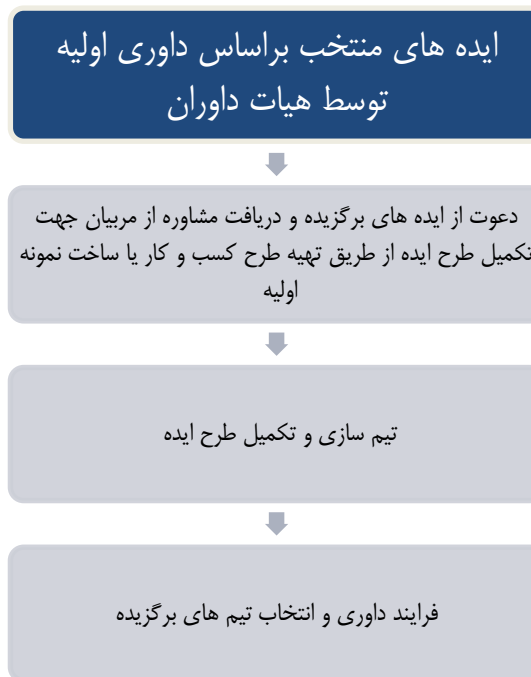 ایده های منتخب براساس داوری اولیه
توسط هیات داوران
دعوت از ایده های برگزیده و دریافت مشاوره از مربیان جهت
تکمیل طرح ایده از طریق تهیه طرح کسب و کار یا ساخت نمونه
اولیه
تیم سازی و تکمیل طرح ایده
فرایند داوری و انتخاب تیم های برگزیده